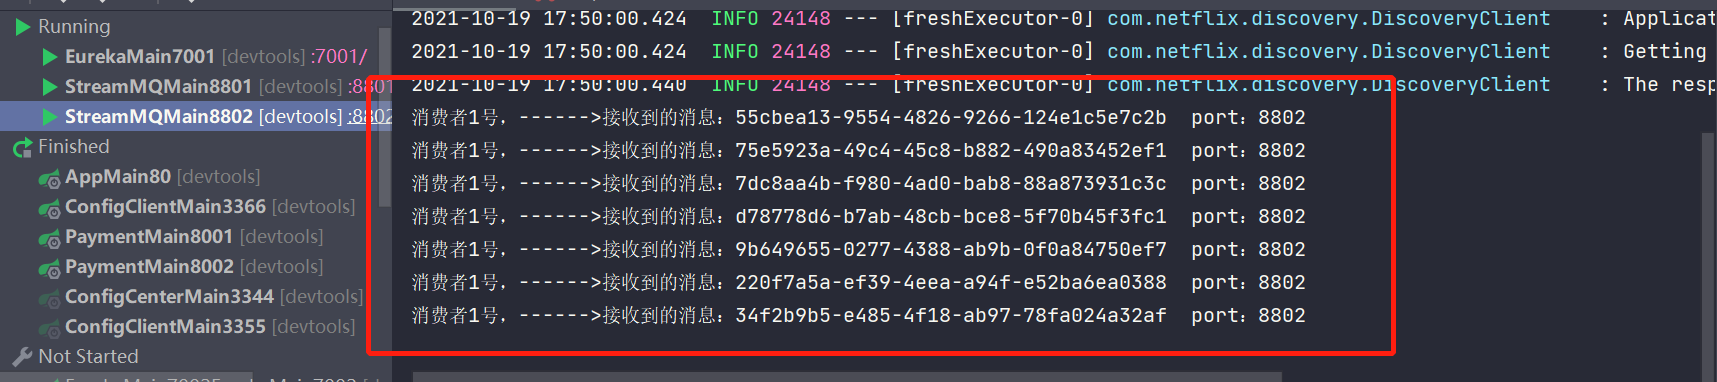 Running
EurekaMain7001 [devtools] :7001/
StreamMQMain8801 [devtools] :8801
StreamMQMain8802 [devtools] :8802
Finished
AppMain80 [devtools]
ConfigClientMain3366 [devtools]
PaymentMain8001 [devtools]
PaymentMain8002 [devtools]
ConfigCenterMain3344 [devtools]
ConfigClientMain3355 [devtools]
Not Started
2021-10-19 17:50:00.424 INFO 24148 --- [freshExecutor-0] com.netflix.discovery.DiscoveryClient : Applicat
2021-10-19 17:50:00.424 INFO 24148 --- [freshExecutor-0] com.netflix.discovery.DiscoveryClient : Getting
2021-10-19 17:50:00.440 INFO 24148 --- [freshExecutor-0] com.netflix.discovery.DiscoveryClient : The resp
消费者1号，------>接收到的消息：55cbea13-9554-4826-9266-124e1c5e7c2b port：8802
消费者1号，------>接收到的消息：75e5923a-49c4-45c8-b882-490a83452ef1 port：8802
消费者1号，------>接收到的消息：7dc8aa4b-f980-4ad0-bab8-88a873931c3c port：8802
消费者1号，------>接收到的消息：d78778d6-b7ab-48cb-bce8-5f70b45f3fc1 port：8802
消费者1号，------>接收到的消息：9b649655-0277-4388-ab9b-0f0a84750ef7 port：8802
消费者1号，------>接收到的消息：220f7a5a-ef39-4eea-a94f-e52ba6ea0388 port：8802
消费者1号，------>接收到的消息：34f2b9b5-e485-4f18-ab97-78fa024a32af port：8802